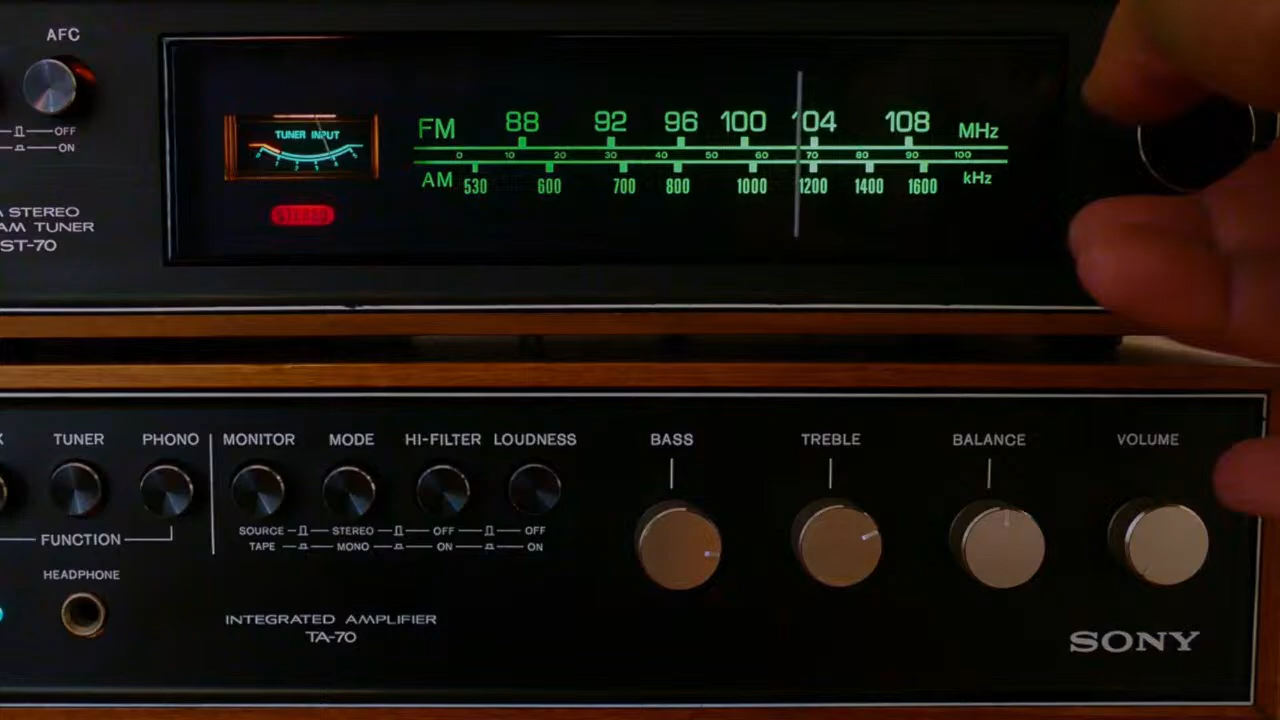 AFC
OFF
ON
TUNER INPUT
STEREO
FM 88 92 96 100 104 108 MHz
0 10 20 30 40 50 60 70 80 90 100
AM 530 600 700 800 1000 1200 1400 1600 kHz
STEREO
AM TUNER
ST-70
TUNER PHONO MONITOR MODE HI-FILTER LOUDNESS BASS TREBLE BALANCE VOLUME
SOURCE STEREO OFF OFF
TAPE MONO ON ON
FUNCTION
HEADPHONE
INTEGRATED AMPLIFIER
TA-70
SONY